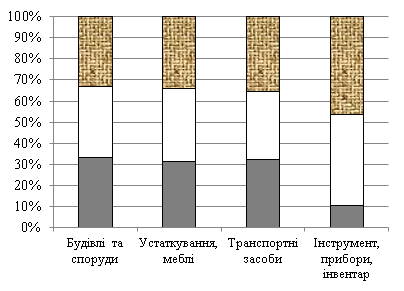 100%
90%
80%
70%
60%
50%
40%
30%
20%
10%
0%
Будівлі та
споруди
Устаткування,
меблі
Транспортні
засоби
Інструмент,
прибори,
інвентар